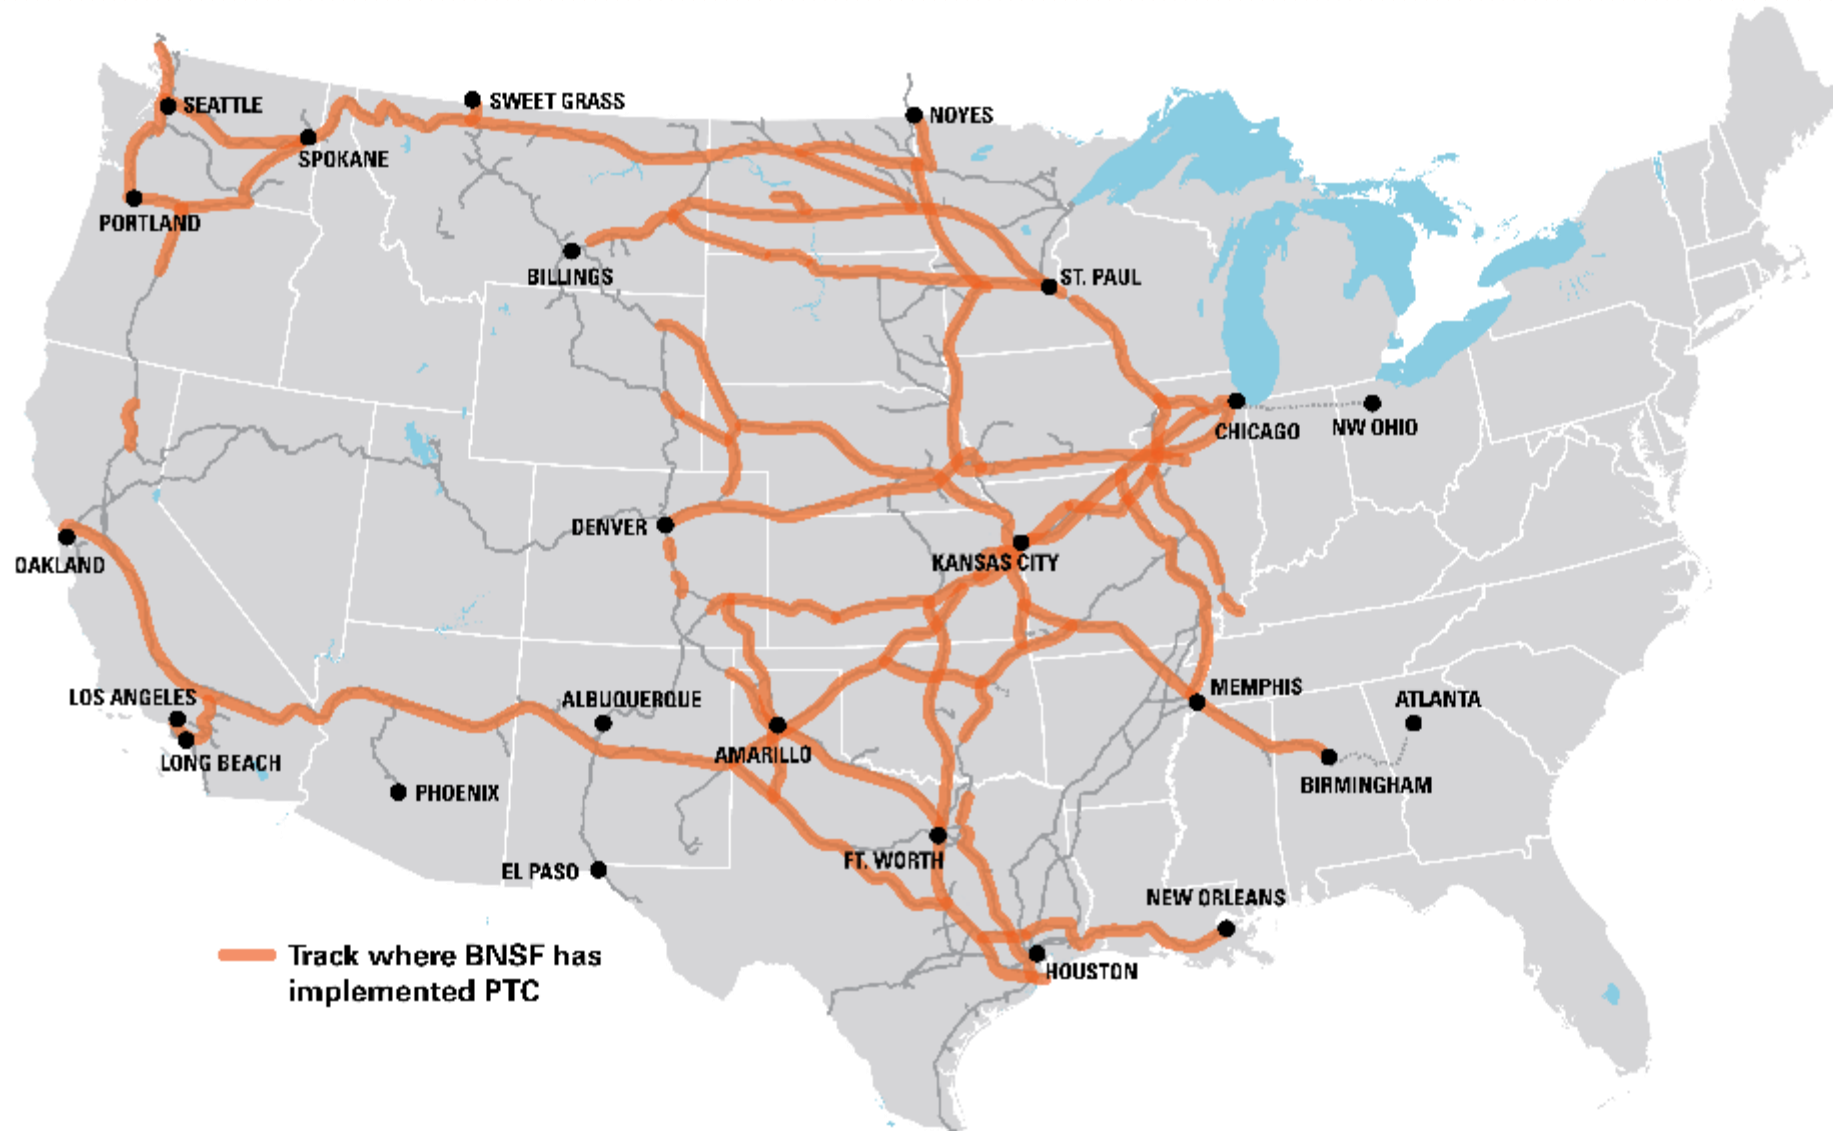 SEATTLE
SWEET GRASS
NOYES
SPOKANE
PORTLAND
BILLINGS
ST. PAUL
CHICAGO
NW OHIO
DENVER
OAKLAND
KANSAS CITY
LOS ANGELES
ALBUQUERQUE
MEMPHIS
ATLANTA
LONG BEACH
AMARILLO
PHOENIX
BIRMINGHAM
EL PASO
FT. WORTH
NEW ORLEANS
HOUSTON
Track where BNSF has
implemented PTC